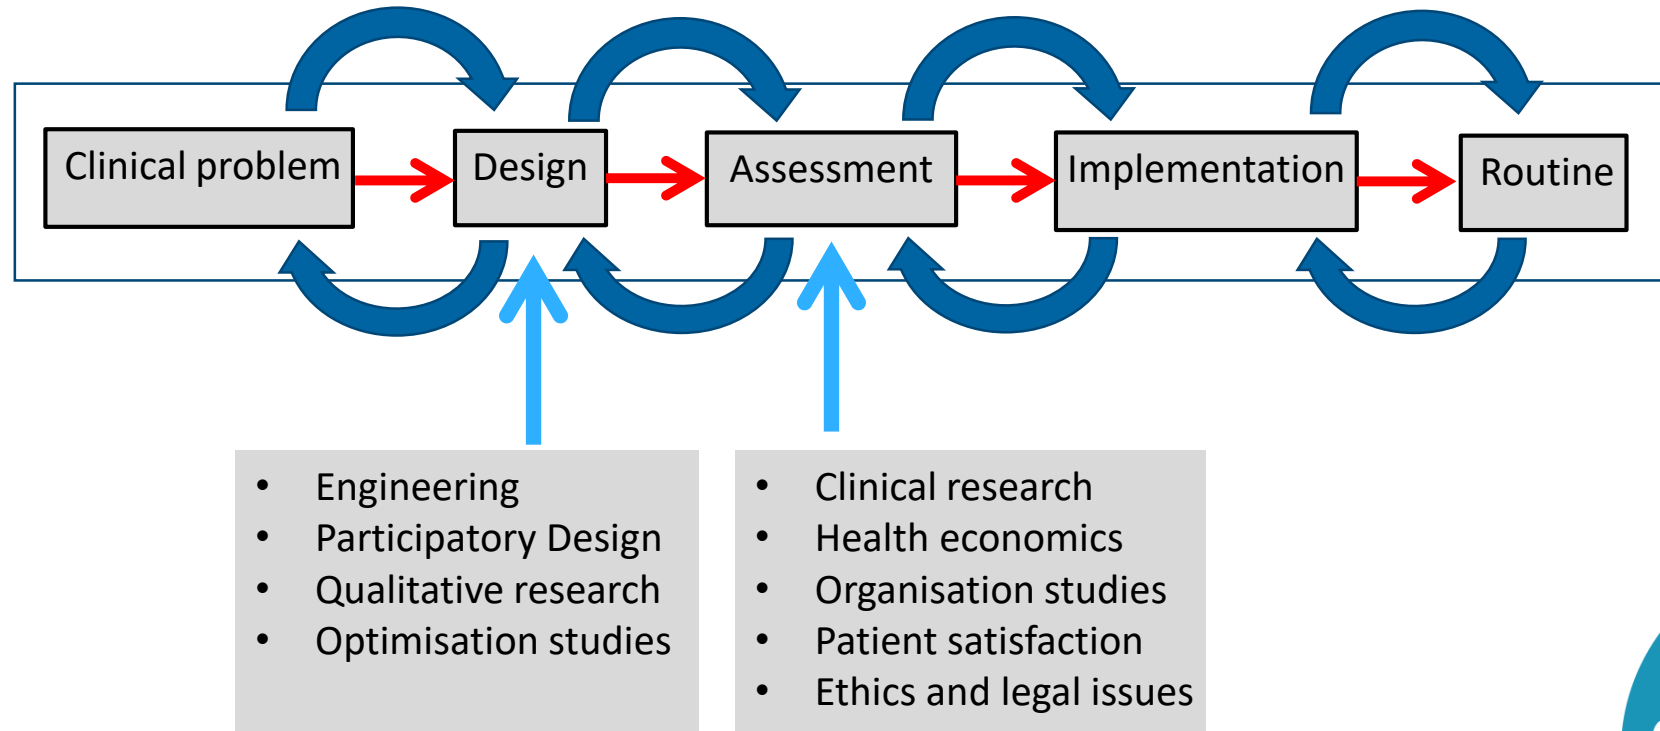 Clinical problem
Design
Assessment
Implementation
Routine
• Engineering
• Participatory Design
• Qualitative research
• Optimisation studies
• Clinical research
• Health economics
• Organisation studies
• Patient satisfaction
• Ethics and legal issues